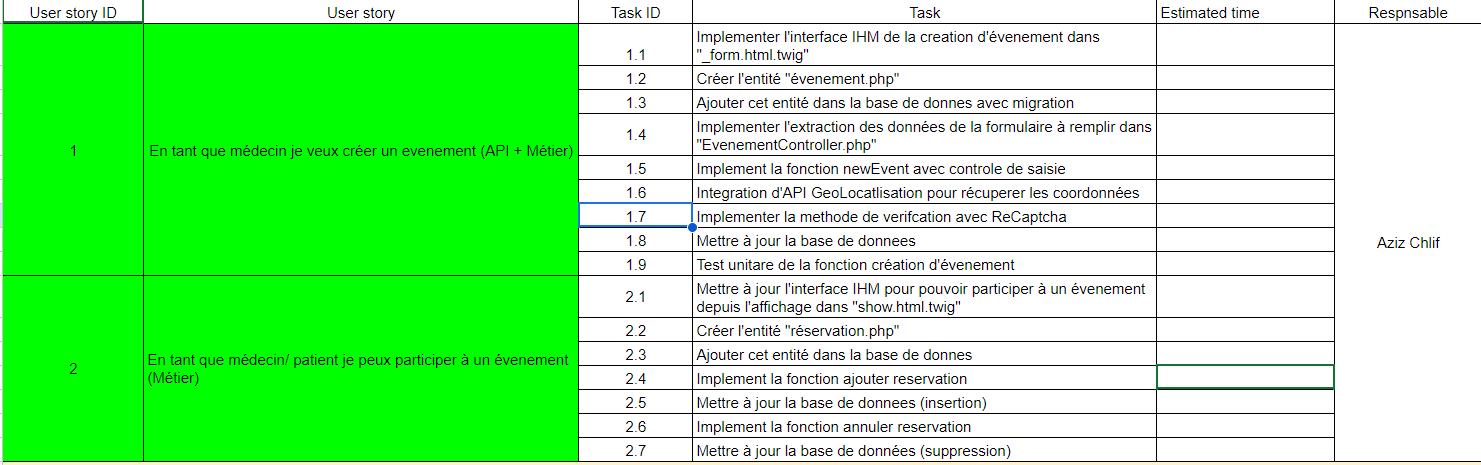 User story ID User story Task ID Task Estimated time Respnsable
1 En tant que médecin je veux créer un evenement (API + Métier)
1.1 Implementer l'interface IHM de la creation d'évenement dans
"_form.html.twig"
1.2 Créer l'entité "évenement.php"
1.3 Ajouter cet entité dans la base de donnes avec migration
1.4 Implementer l'extraction des données de la formulaire à remplir dans
"EvenementController.php"
1.5 Implement la fonction newEvent avec controle de saisie
1.6 Integration d'API GeoLocatlisation pour récuperer les coordonnées
1.7 Implementer la methode de verifcation avec ReCaptcha
1.8 Mettre à jour la base de donnees
1.9 Test unitare de la fonction création d'évenement
Aziz Chlif
2 En tant que médecin/ patient je peux participer à un évenement
(Métier)
2.1 Mettre à jour l'interface IHM pour pouvoir participer à un évenement
depuis l'affichage dans "show.html.twig"
2.2 Créer l'entité "réservation.php"
2.3 Ajouter cet entité dans la base de donnes
2.4 Implement la fonction ajouter reservation
2.5 Mettre à jour la base de donnees (insertion)
2.6 Implement la fonction annuler reservation
2.7 Mettre à jour la base de données (suppression)